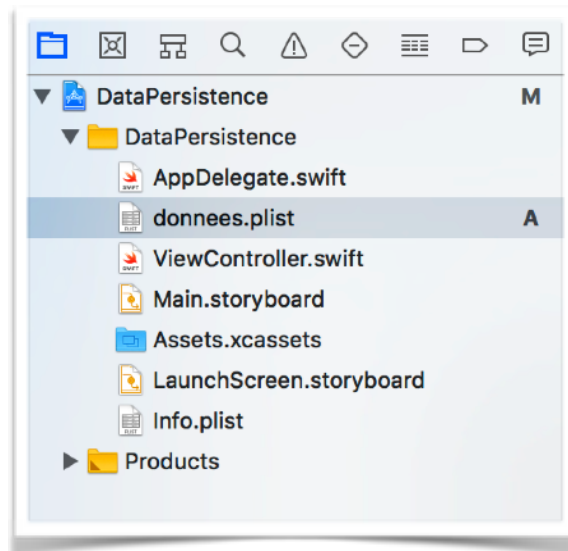 DataPersistence M
DataPersistence
AppDelegate.swift
donnees.plist A
ViewController.swift
Main.storyboard
Assets.xcassets
LaunchScreen.storyboard
Info.plist
Products